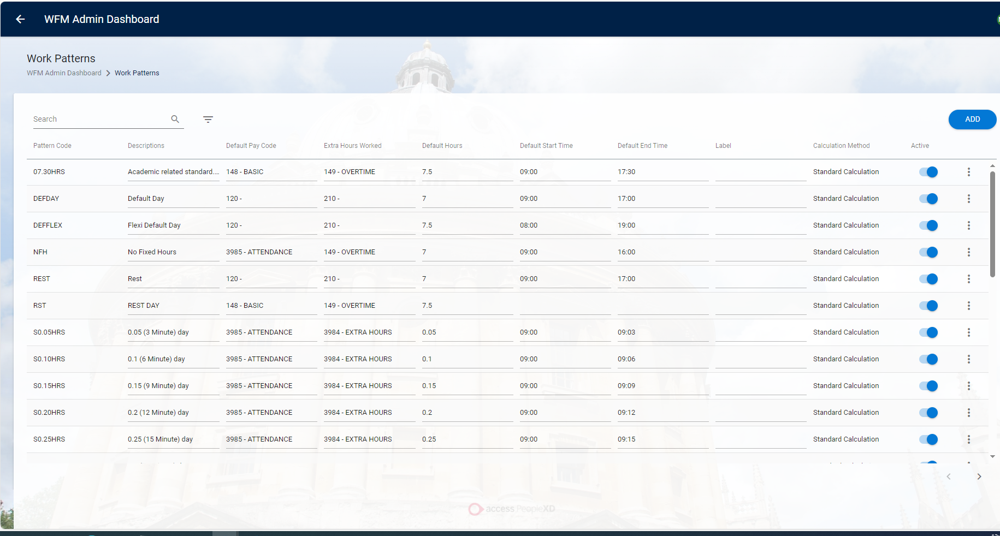 WFM Admin Dashboard
Work Patterns
WFM Admin Dashboard > Work Patterns
Search
ADD
Pattern Code Descriptions Default Pay Code Extra Hours Worked Default Hours Default Start Time Default End Time Label Calculation Method Active
07.30HRS Academic related standard.... 148 - BASIC 149 - OVERTIME 7.5 09:00 17:30 Standard Calculation
DEFDAY Default Day 120 - 210 - 7 09:00 17:00 Standard Calculation
DEFFLEX Flexi Default Day 120 - 210 - 7.5 08:00 19:00 Standard Calculation
NFH No Fixed Hours 3985 - ATTENDANCE 149 - OVERTIME 7 09:00 16:00 Standard Calculation
REST Rest 120 - 210 - 7 09:00 17:00 Standard Calculation
RST REST DAY 148 - BASIC 149 - OVERTIME 7.5 Standard Calculation
S0.05HRS 0.05 (3 Minute) day 3985 - ATTENDANCE 3984 - EXTRA HOURS 0.05 09:00 09:03 Standard Calculation
S0.10HRS 0.1 (6 Minute) day 3985 - ATTENDANCE 3984 - EXTRA HOURS 0.1 09:00 09:06 Standard Calculation
S0.15HRS 0.15 (9 Minute) day 3985 - ATTENDANCE 3984 - EXTRA HOURS 0.15 09:00 09:09 Standard Calculation
S0.20HRS 0.2 (12 Minute) day 3985 - ATTENDANCE 3984 - EXTRA HOURS 0.2 09:00 09:12 Standard Calculation
S0.25HRS 0.25 (15 Minute) day 3985 - ATTENDANCE 3984 - EXTRA HOURS 0.25 09:00 09:15 Standard Calculation
access PeopleXD